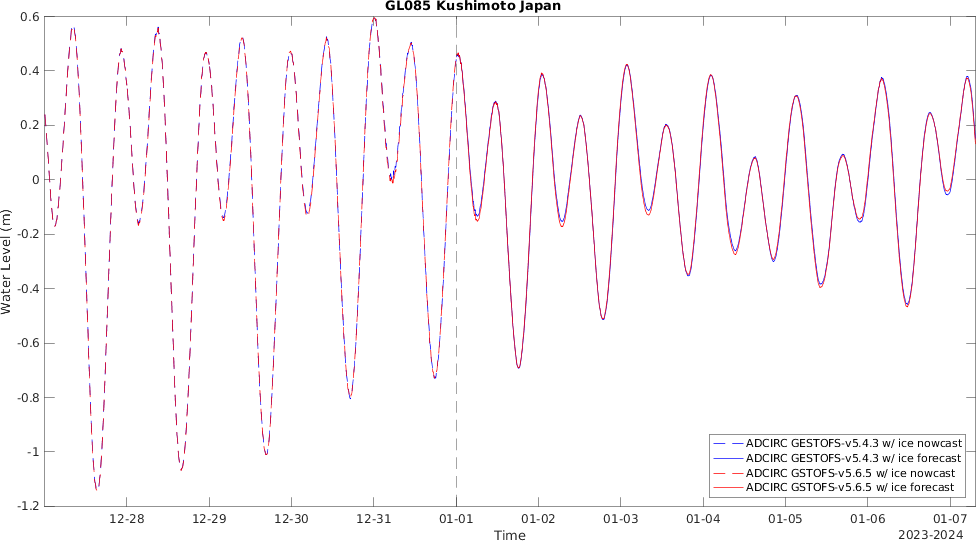 GL085 Kushimoto Japan
0.6
0.4
0.2
0
-0.2
-0.4
-0.6
-0.8
-1
-1.2
Water Level (m)
ADCIRC GESTOFS-v5.4.3 w/ ice nowcast
ADCIRC GESTOFS-v5.4.3 w/ ice forecast
ADCIRC GSTOFS-v5.6.5 w/ ice nowcast
ADCIRC GSTOFS-v5.6.5 w/ ice forecast
12-28 12-29 12-30 12-31 01-01 01-02 01-03 01-04 01-05 01-06 01-07
Time
2023-2024